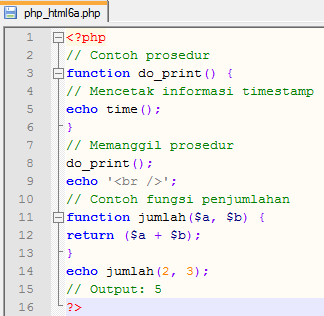 php_html6a.php
1 <?php
2 // Contoh prosedur
3 function do_print() {
4 // Mencetak informasi timestamp
5 echo time();
6 }
7 // Memanggil prosedur
8 do_print();
9 echo '<br />';
10 // Contoh fungsi penjumlahan
11 function jumlah($a, $b) {
12 return ($a + $b);
13 }
14 echo jumlah(2, 3);
15 // Output: 5
16 ?>